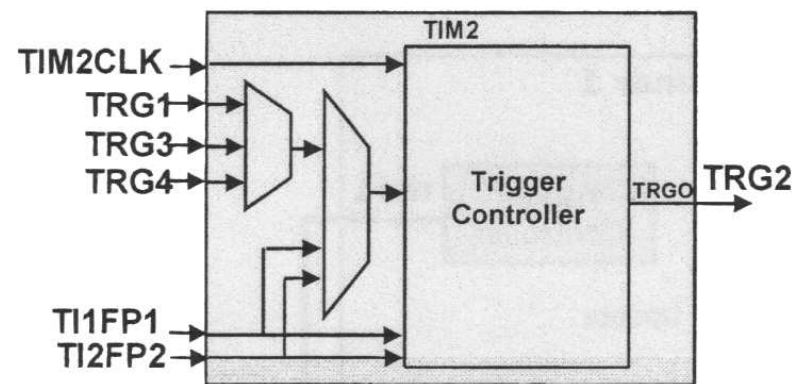 TIM2
TIM2CLK
TRG1
TRG3
TRG4
Trigger
Controller
TRGO
TRG2
TI1FP1
TI2FP2